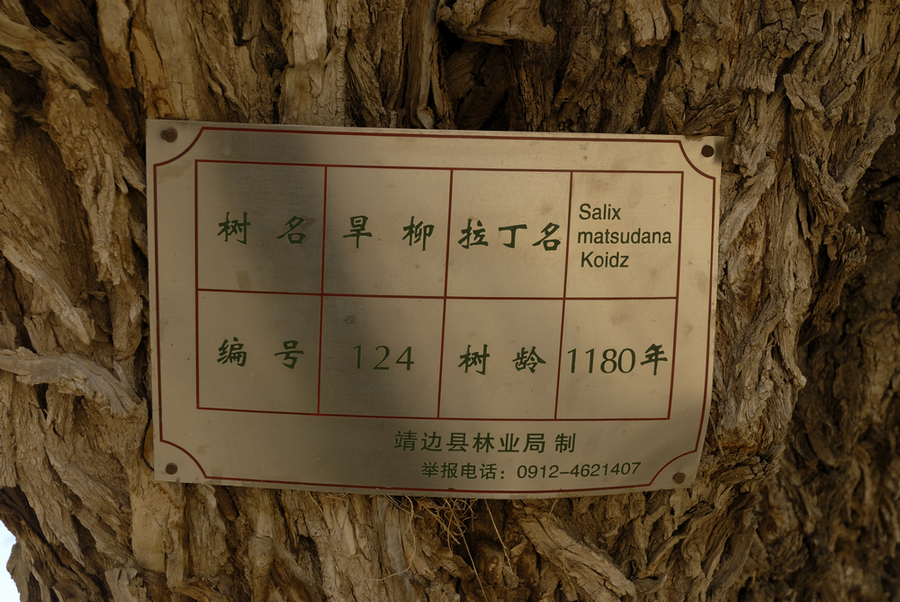 树 名 旱 柳 拉丁名 Salix
matsudana
Koidz
编 号 124 树 龄 1180年
靖边县林业局 制
举报电话：0912-4621407